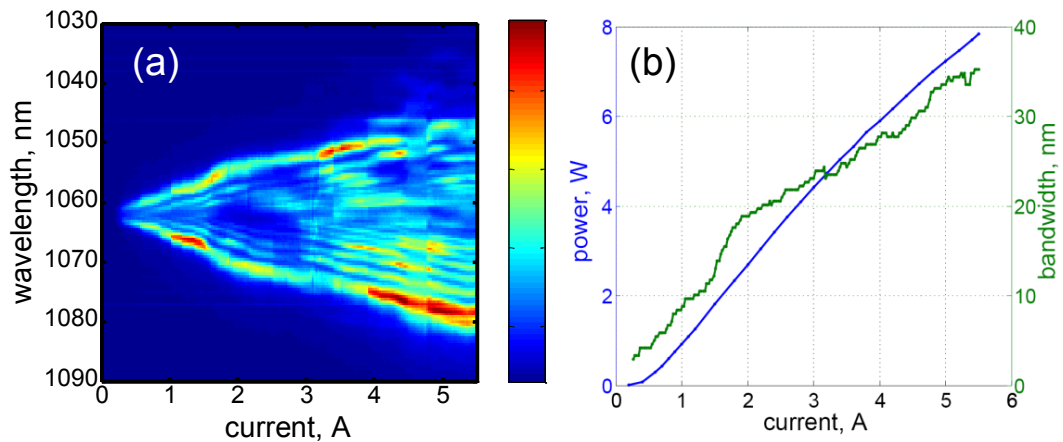 (a)
wavelength, nm
1030
1040
1050
1060
1070
1080
1090
0 1 2 3 4 5
current, A
(b)
power, W
8
6
4
2
0
0 1 2 3 4 5 6
current, A
40
30
20
10
0
bandwidth, nm